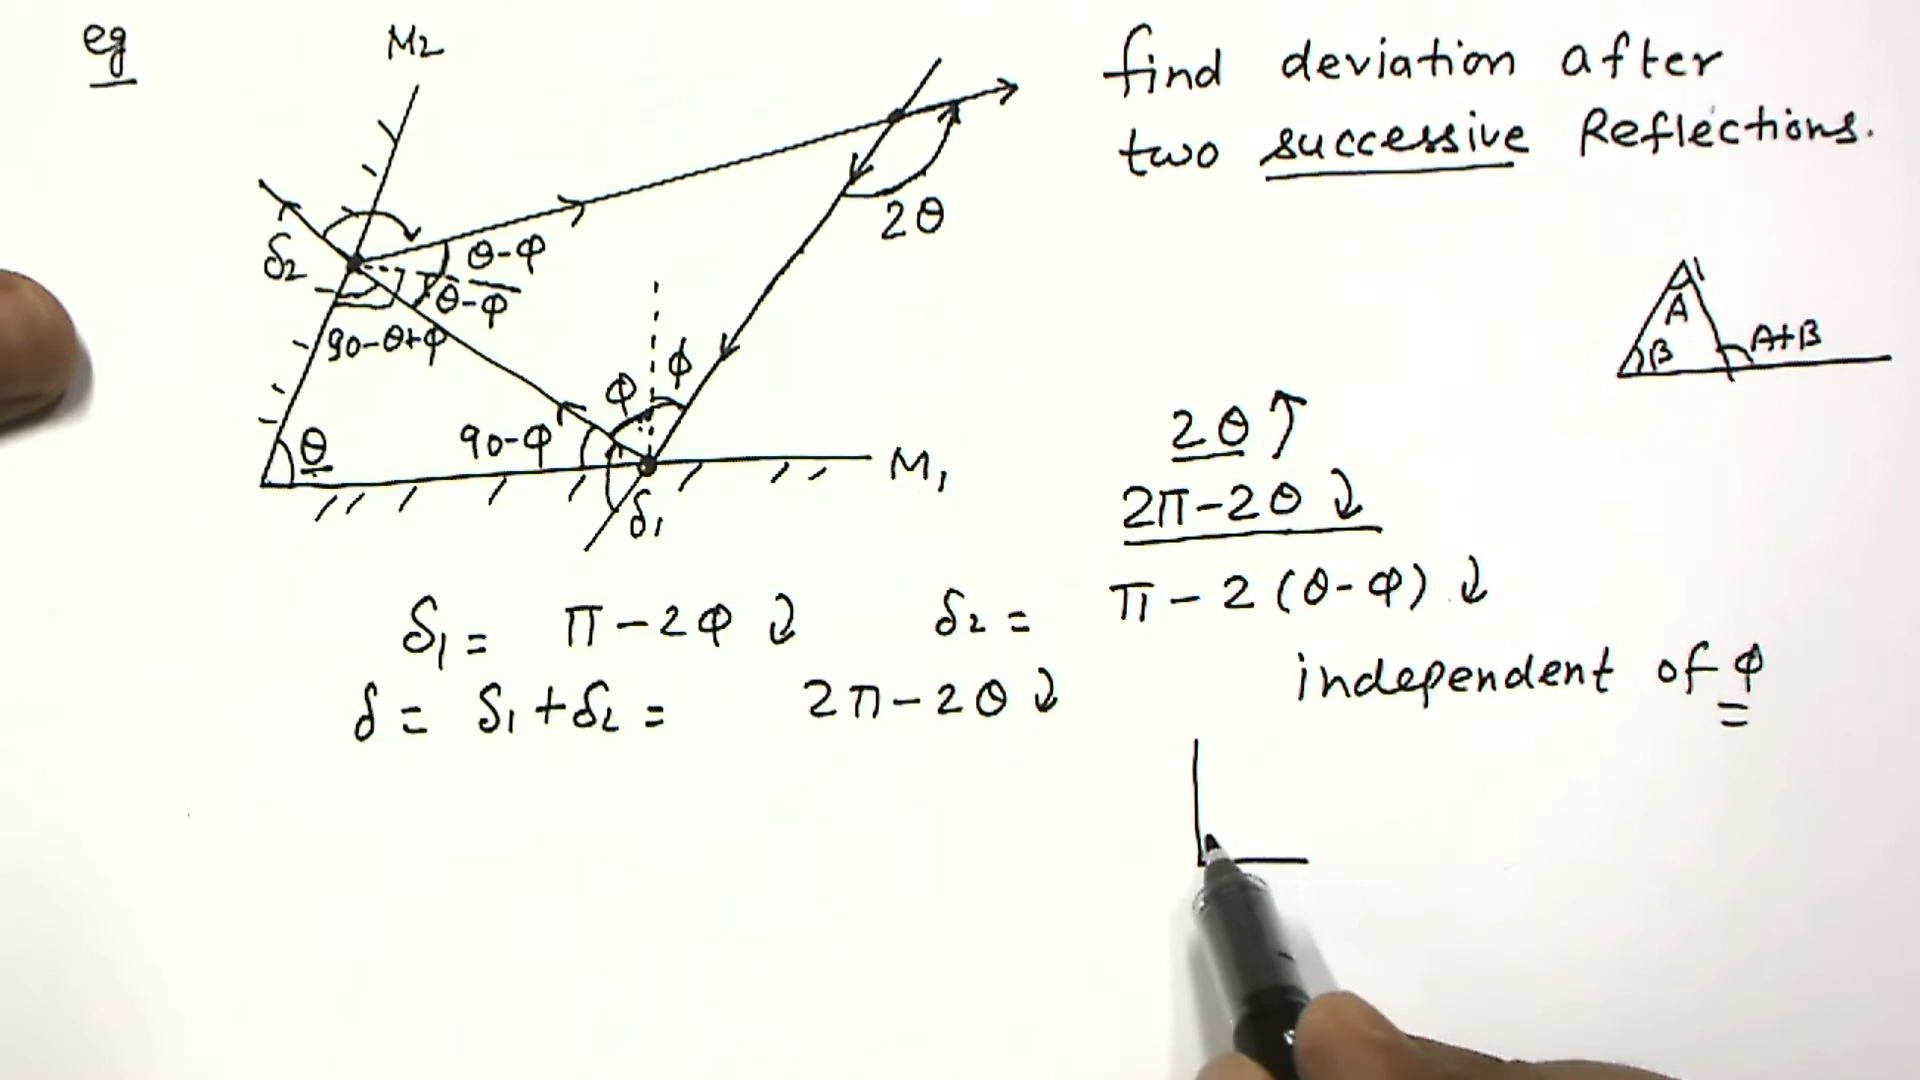 eg
M2
find deviation after
two successive Reflections.
2θ
δ2
θ-φ
θ-φ
90-θ+φ
φ
φ
90-φ
θ
M1
δ1
A
B
A+B
2θ
2π-2θ
δ1 = π-2φ
δ2 = π-2(θ-φ)
δ = δ1+δ2 = 2π-2θ
independent of φ